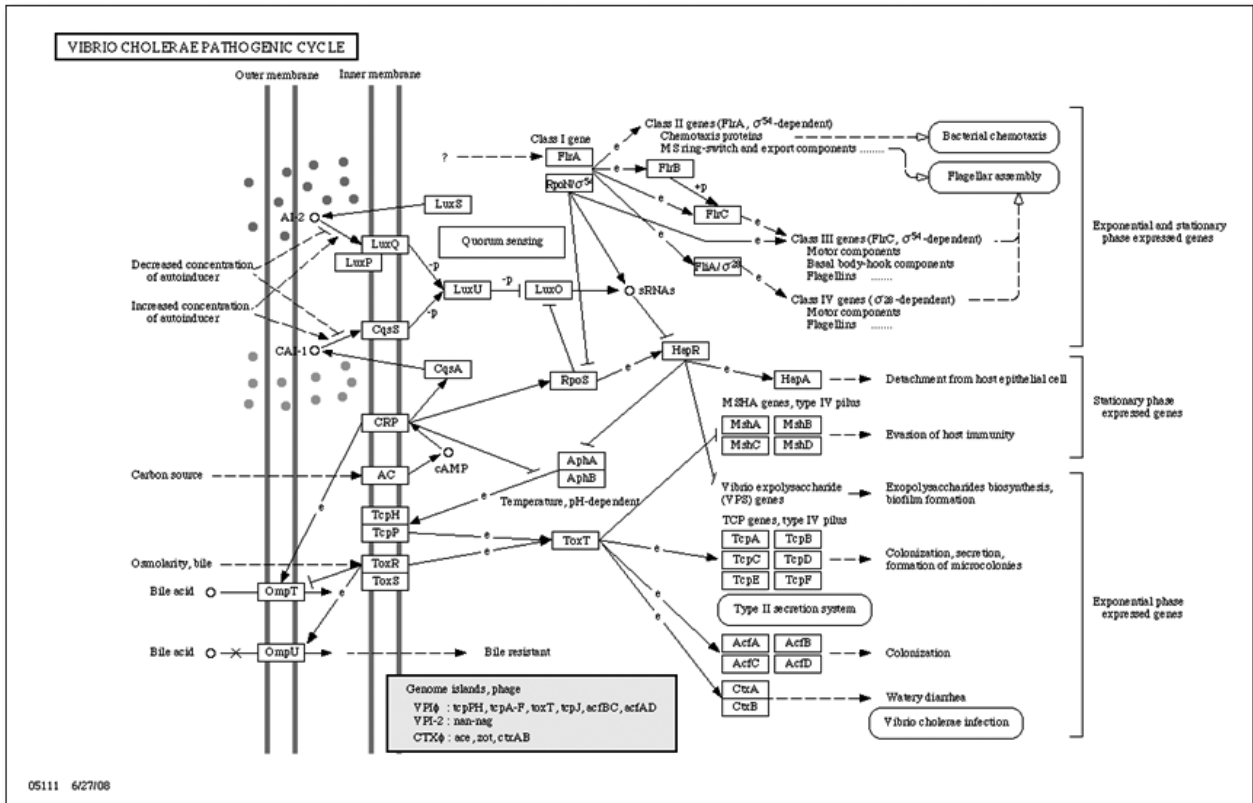 VIBRIO CHOLERAE PATHOGENIC CYCLE
Outer membrane
Inner membrane
Class I gene
?
FlrA
RpoN/σ54
Class II genes (FlrA, σ54-dependent)
Chemotaxis proteins
MS ring-switch and export components ........
e
FlrB
+p
e
FlrC
e
e
e
FliA/σ28
e
Class III genes (FlrC, σ54-dependent)
Motor components
Basal body-hook components
Flagellins .......
Class IV genes (σ28-dependent)
Motor components
Flagellins .......
Bacterial chemotaxis
Flagellar assembly
Exponential and stationary
phase expressed genes
AI-2
LuxS
LuxQ
LuxP
Quorum sensing
Decreased concentration
of autoinducer
Increased concentration
of autoinducer
-p
LuxU
-p
LuxO
sRNAs
-p
CqsS
CAI-1
CqsA
RpoS
e
HapR
e
HapA
Detachment from host epithelial cell
Stationary phase
expressed genes
MSHA genes, type IV pilus
MshA
MshB
MshC
MshD
Evasion of host immunity
CRP
cAMP
Carbon source
AC
AphA
AphB
Temperature, pH-dependent
e
e
Vibrio expolysaccharide
(VPS) genes
Exopolysaccharides biosynthesis,
biofilm formation
TcpH
TcpP
e
ToxT
e
TCP genes, type IV pilus
TcpA
TcpB
TcpC
TcpD
TcpE
TcpF
e
Colonization, secretion,
formation of microcolonies
Type II secretion system
Exponential phase
expressed genes
Osmolarity, bile
ToxR
ToxS
Bile acid
OmpT
e
Bile acid
OmpU
Bile resistant
e
AcfA
AcfB
AcfC
AcfD
Colonization
e
CtxA
CtxB
Watery diarrhea
Vibrio cholerae infection
Genome islands, phage
VPIϕ : tcpPH, tcpA-F, toxT, tcpJ, acfBC, acfAD
VPI-2 : nan-nag
CTXϕ : ace, zot, ctxAB
05111 6/27/08